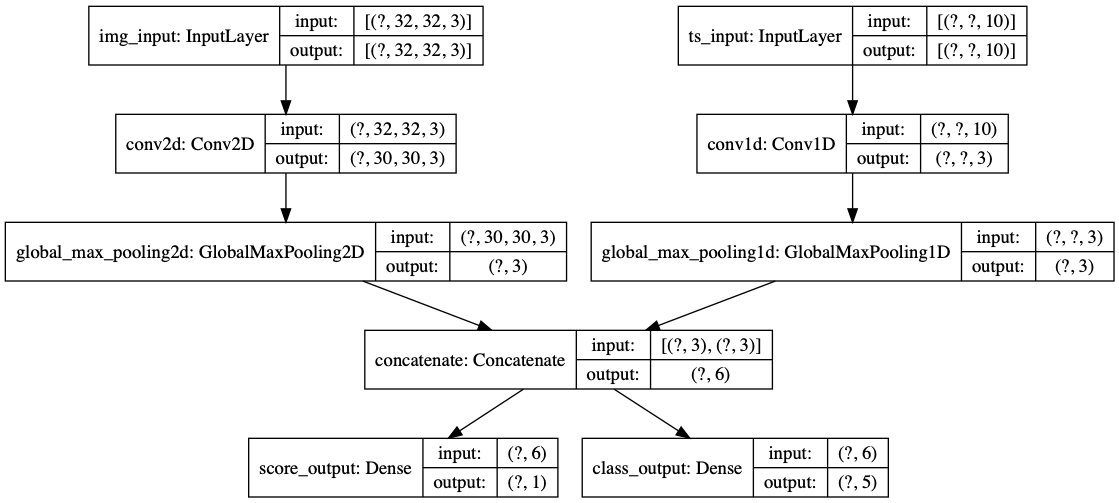 img_input: InputLayer
input: [(?, 32, 32, 3)]
output: [(?, 32, 32, 3)]
ts_input: InputLayer
input: [(?, ?, 10)]
output: [(?, ?, 10)]
conv2d: Conv2D
input: (?, 32, 32, 3)
output: (?, 30, 30, 3)
conv1d: Conv1D
input: (?, ?, 10)
output: (?, ?, 3)
global_max_pooling2d: GlobalMaxPooling2D
input: (?, 30, 30, 3)
output: (?, 3)
global_max_pooling1d: GlobalMaxPooling1D
input: (?, ?, 3)
output: (?, 3)
concatenate: Concatenate
input: [(?, 3), (?, 3)]
output: (?, 6)
score_output: Dense
input: (?, 6)
output: (?, 1)
class_output: Dense
input: (?, 6)
output: (?, 5)